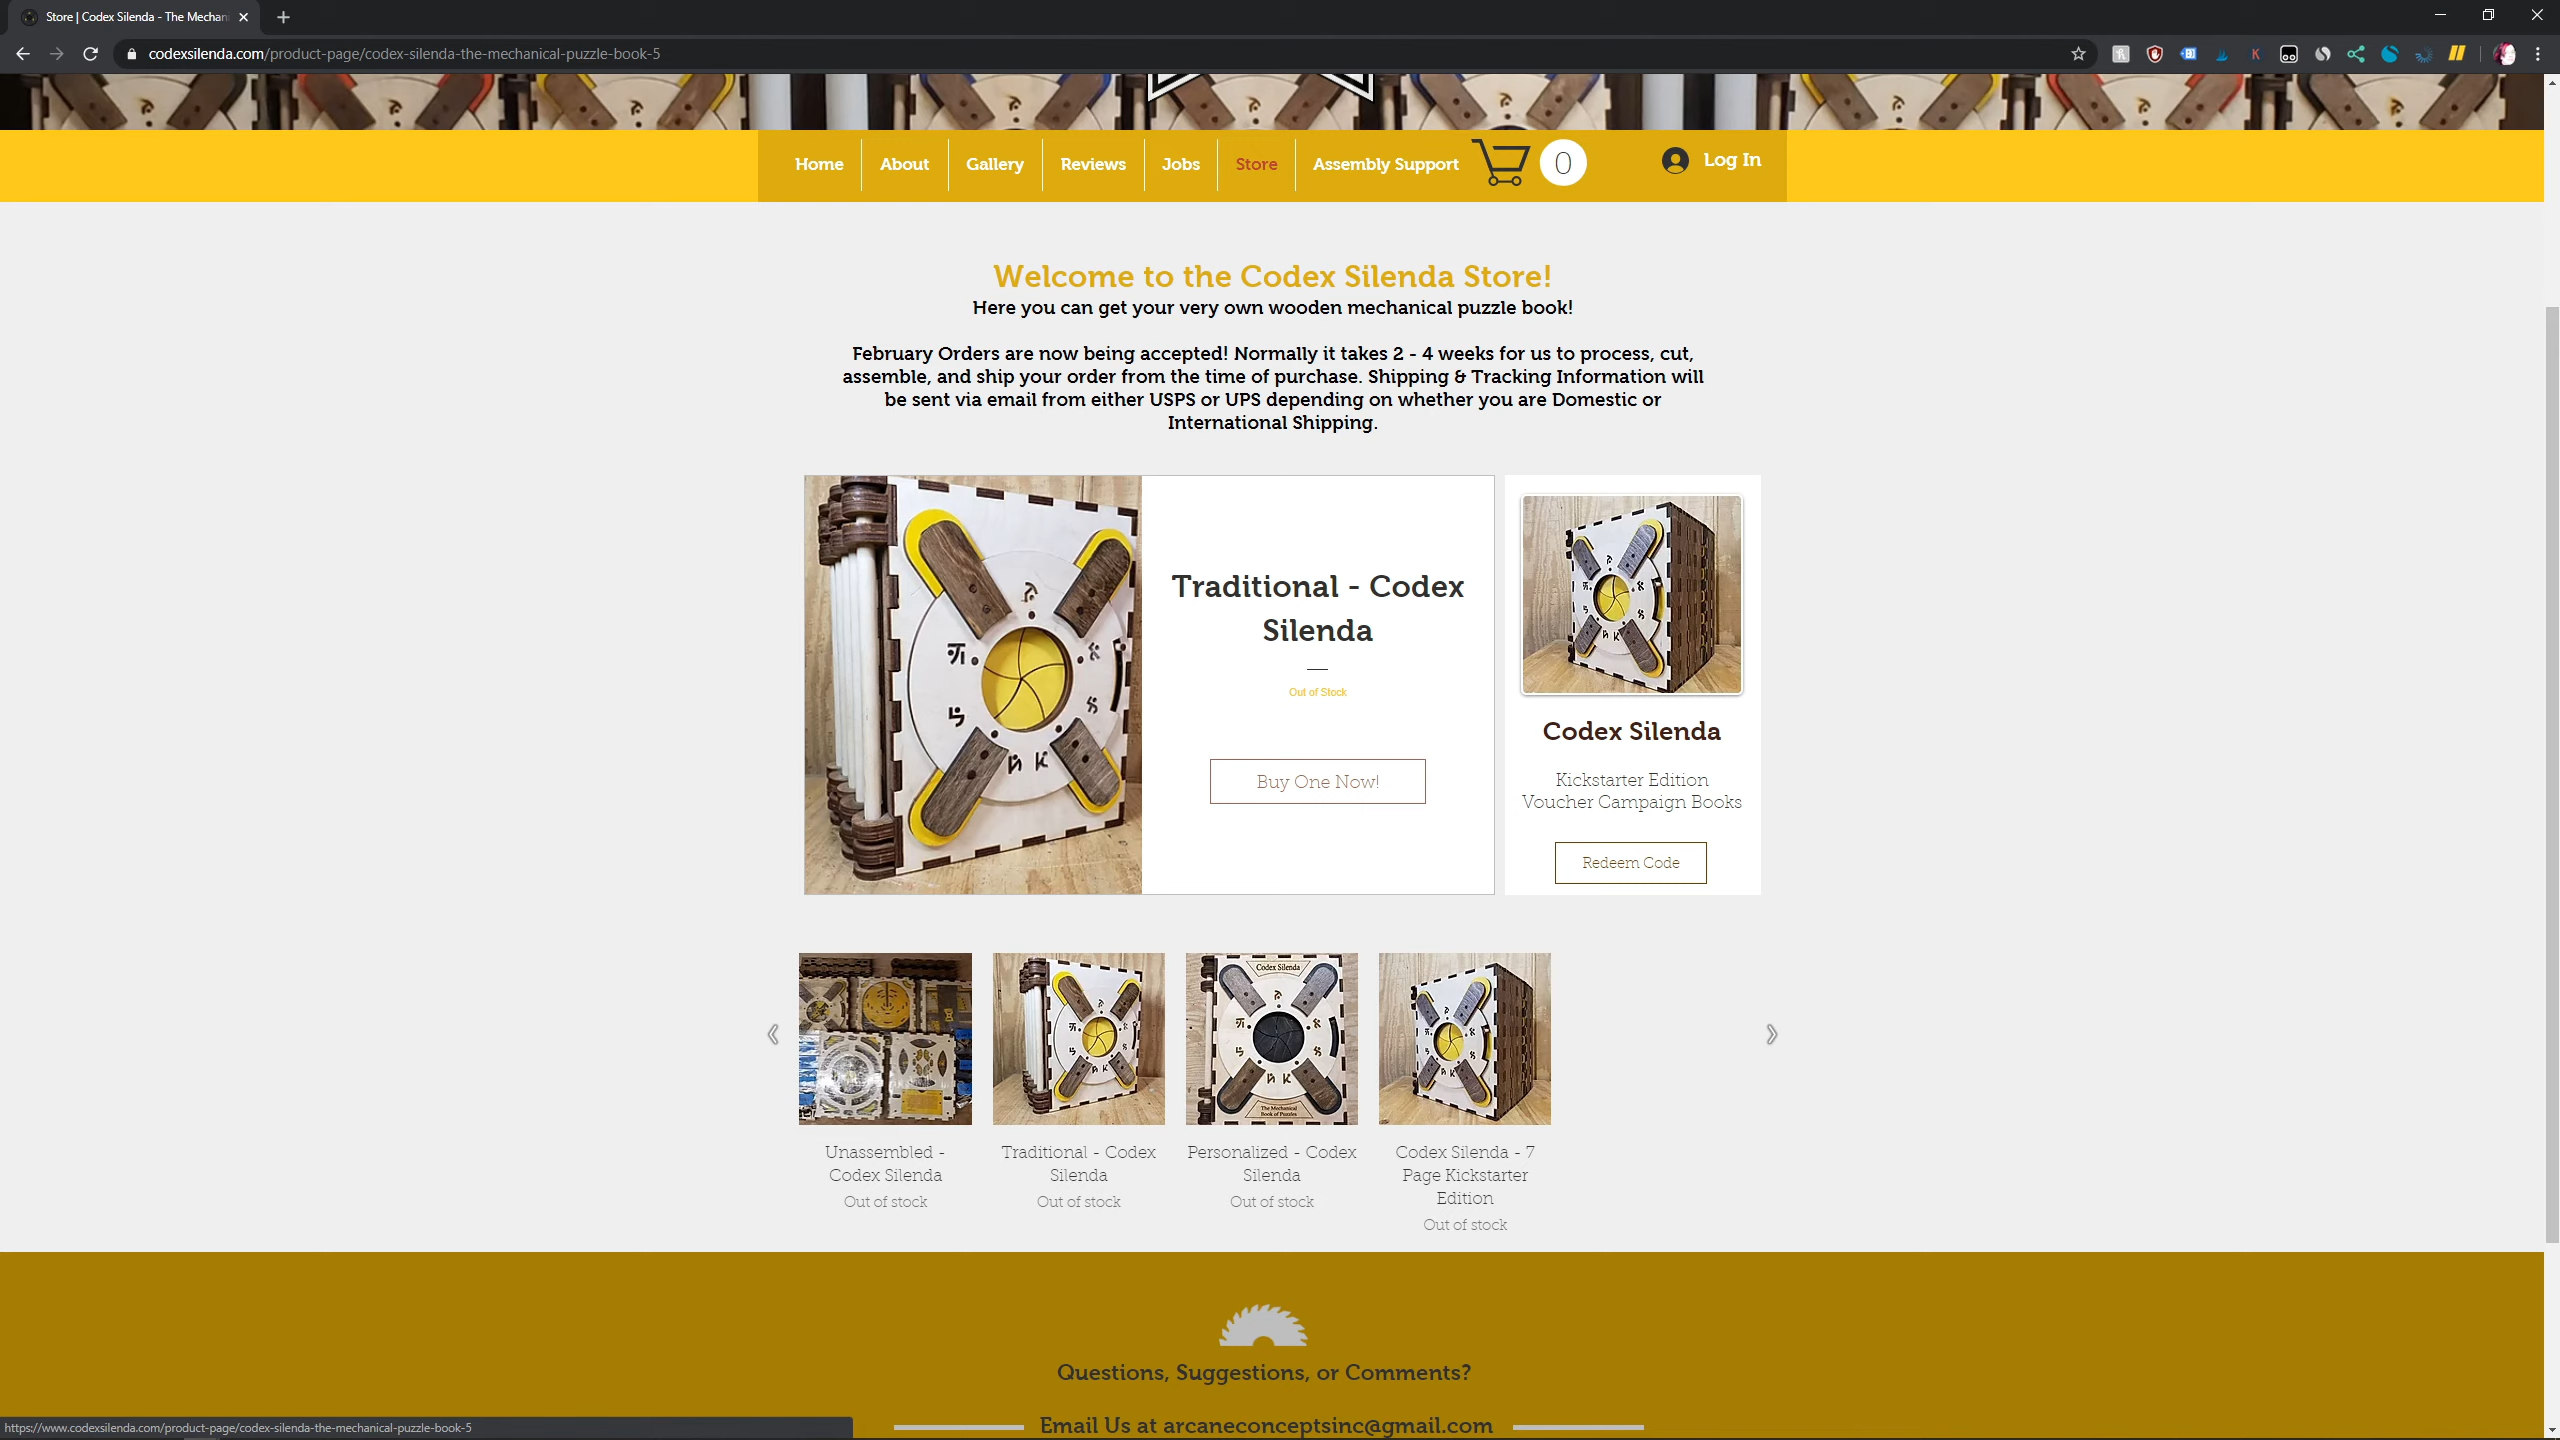 Store | Codex Silenda - The Mechan
codexsilenda.com/product-page/codex-silenda-the-mechanical-puzzle-book-5
Home
About
Gallery
Reviews
Jobs
Store
Assembly Support
0
Log In
Welcome to the Codex Silenda Store!
Here you can get your very own wooden mechanical puzzle book!
February Orders are now being accepted! Normally it takes 2 - 4 weeks for us to process, cut,
assemble, and ship your order from the time of purchase. Shipping & Tracking Information will
be sent via email from either USPS or UPS depending on whether you are Domestic or
International Shipping.
Traditional - Codex
Silenda
Out of Stock
Buy One Now!
Codex Silenda
Kickstarter Edition
Voucher Campaign Books
Redeem Code
Codex Silenda
The Mechanical
Book of Puzzles
Unassembled -
Codex Silenda
Out of stock
Traditional - Codex
Silenda
Out of stock
Personalized - Codex
Silenda
Out of stock
Codex Silenda - 7
Page Kickstarter
Edition
Out of stock
Questions, Suggestions, or Comments?
Email Us at arcaneconceptsinc@gmail.com
https://www.codexsilenda.com/product-page/codex-silenda-the-mechanical-puzzle-book-5